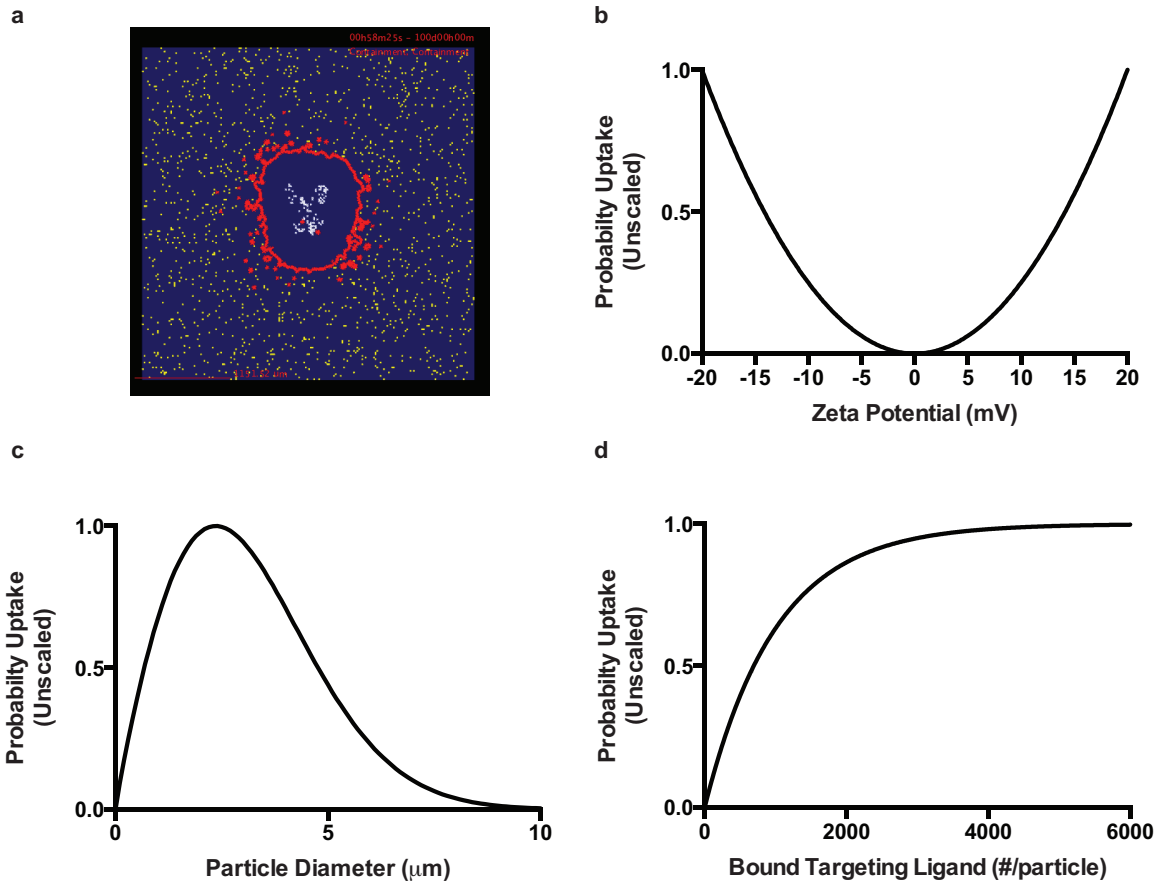 a
00h58m25s - 100d00h00m
b
1.0
0.5
0.0
-20 -15 -10 -5 0 5 10 15 20
Probabilty Uptake
(Unscaled)
Zeta Potential (mV)
c
1.0
0.5
0.0
0 5 10
Probabilty Uptake
(Unscaled)
Particle Diameter (μm)
d
1.0
0.5
0.0
0 2000 4000 6000
Probabilty Uptake
(Unscaled)
Bound Targeting Ligand (#/particle)